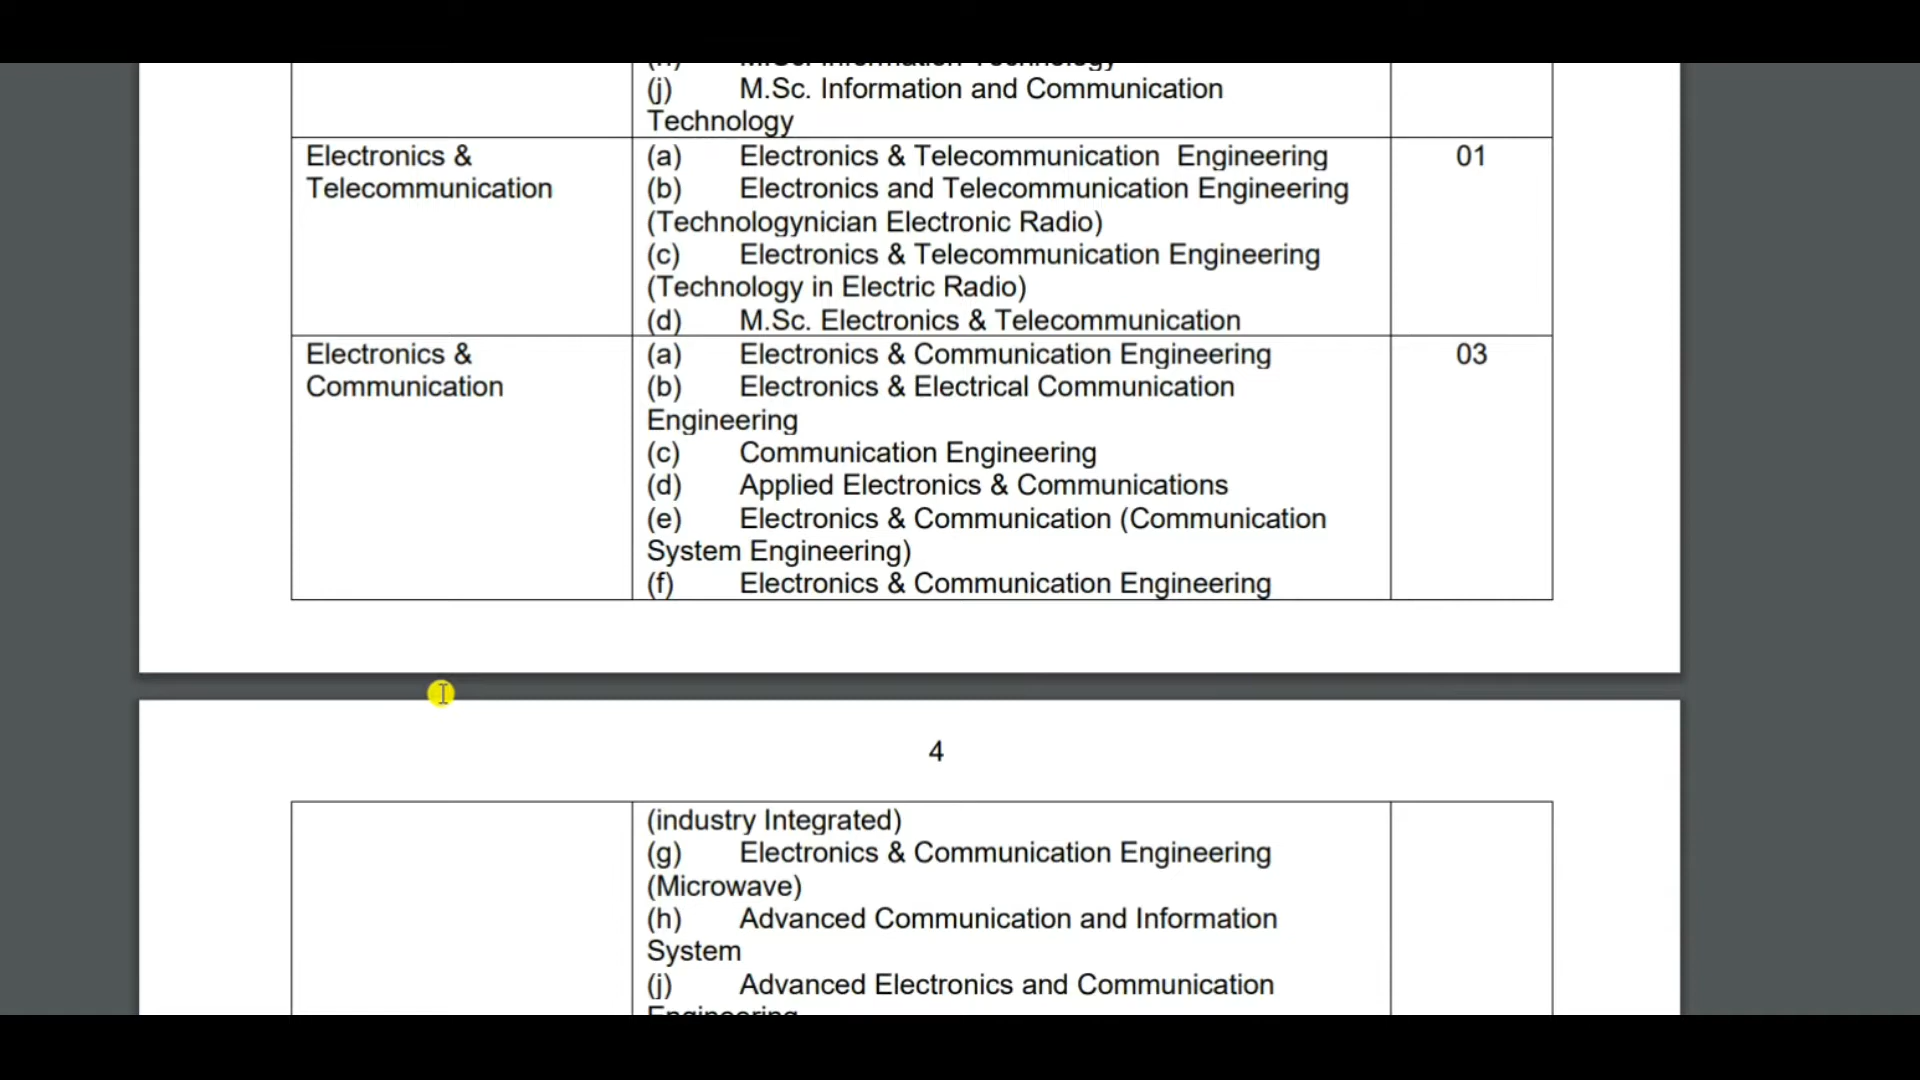 (j) M.Sc. Information and Communication
Technology
Electronics &
Telecommunication
(a) Electronics & Telecommunication Engineering
(b) Electronics and Telecommunication Engineering
(Technologynician Electronic Radio)
(c) Electronics & Telecommunication Engineering
(Technology in Electric Radio)
(d) M.Sc. Electronics & Telecommunication
01
Electronics &
Communication
(a) Electronics & Communication Engineering
(b) Electronics & Electrical Communication
Engineering
(c) Communication Engineering
(d) Applied Electronics & Communications
(e) Electronics & Communication (Communication
System Engineering)
(f) Electronics & Communication Engineering
03
4
(industry Integrated)
(g) Electronics & Communication Engineering
(Microwave)
(h) Advanced Communication and Information
System
(j) Advanced Electronics and Communication